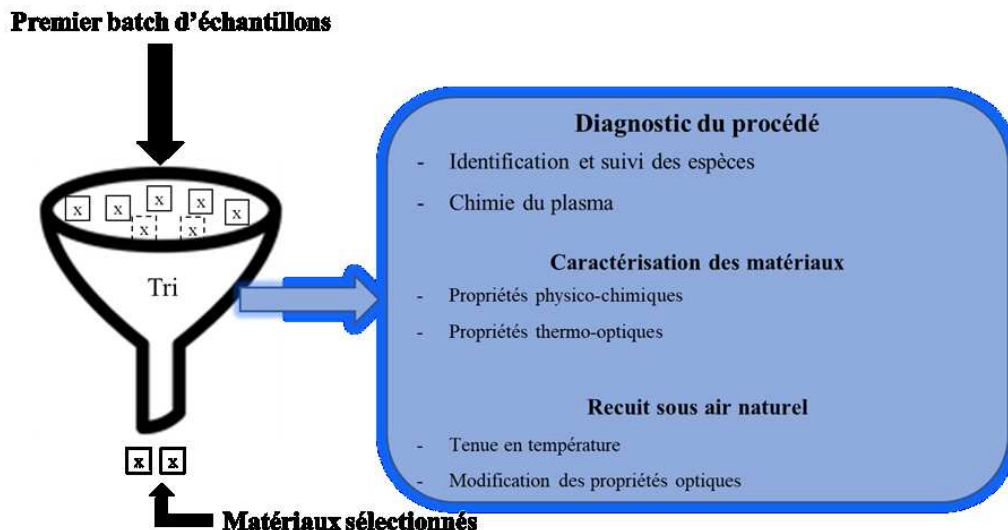 Premier batch d'échantillons
x x x x x
x x
Tri
x x
Matériaux sélectionnés
Diagnostic du procédé
- Identification et suivi des espèces
- Chimie du plasma
Caractérisation des matériaux
- Propriétés physico-chimiques
- Propriétés thermo-optiques
Recuit sous air naturel
- Tenue en température
- Modification des propriétés optiques